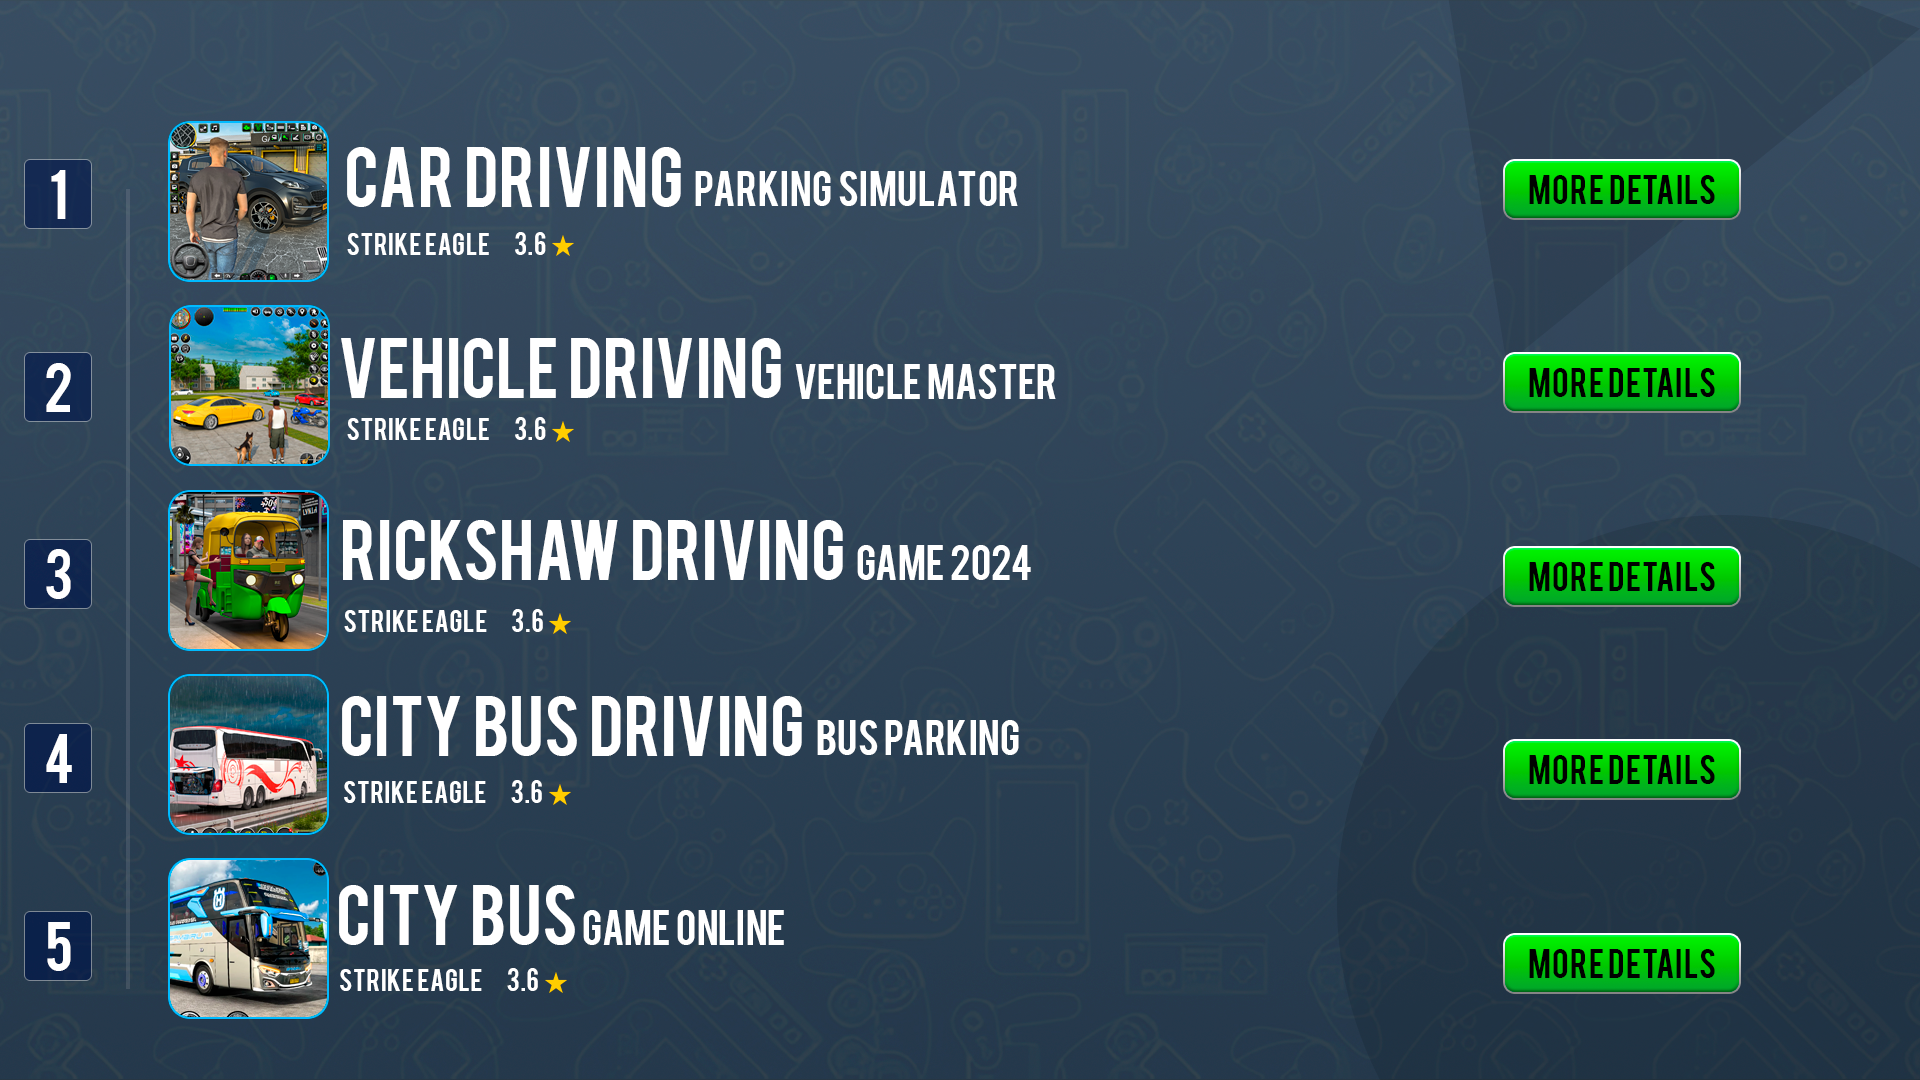 1
CAR DRIVING PARKING SIMULATOR
STRIKE EAGLE 3.6
MORE DETAILS
2
VEHICLE DRIVING VEHICLE MASTER
STRIKE EAGLE 3.6
MORE DETAILS
3
RICKSHAW DRIVING GAME 2024
STRIKE EAGLE 3.6
MORE DETAILS
4
CITY BUS DRIVING BUS PARKING
STRIKE EAGLE 3.6
MORE DETAILS
5
CITY BUS GAME ONLINE
STRIKE EAGLE 3.6
MORE DETAILS